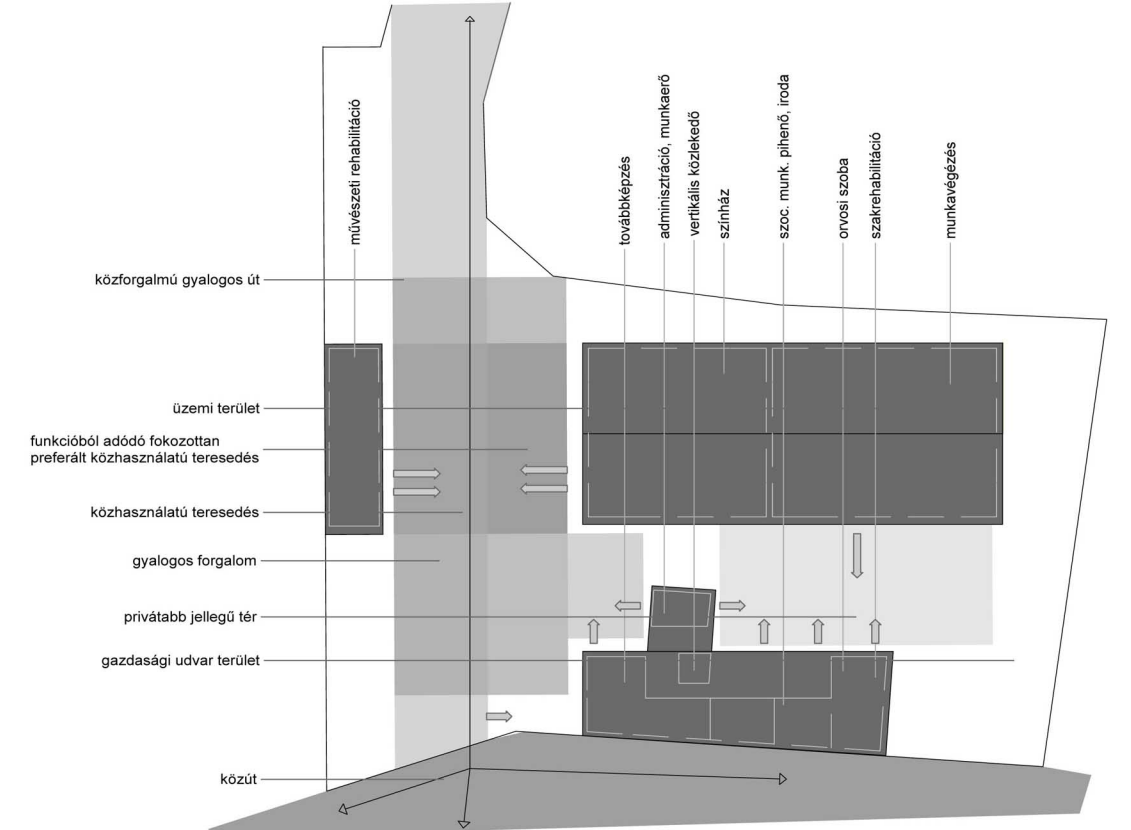 művészeti rehabilitáció
továbbképzés
adminisztráció, munkaerő
vertikális közlekedő
színház
szoc. munk. pihenő, iroda
orvosi szoba
szakrehabilitáció
munkavégézés
közforgalmú gyalogos út
üzemi terület
funkcióból adódó fokozottan
preferált közhasználatú teresedés
közhasználatú teresedés
gyalogos forgalom
privátabb jellegű tér
gazdasági udvar terület
közút